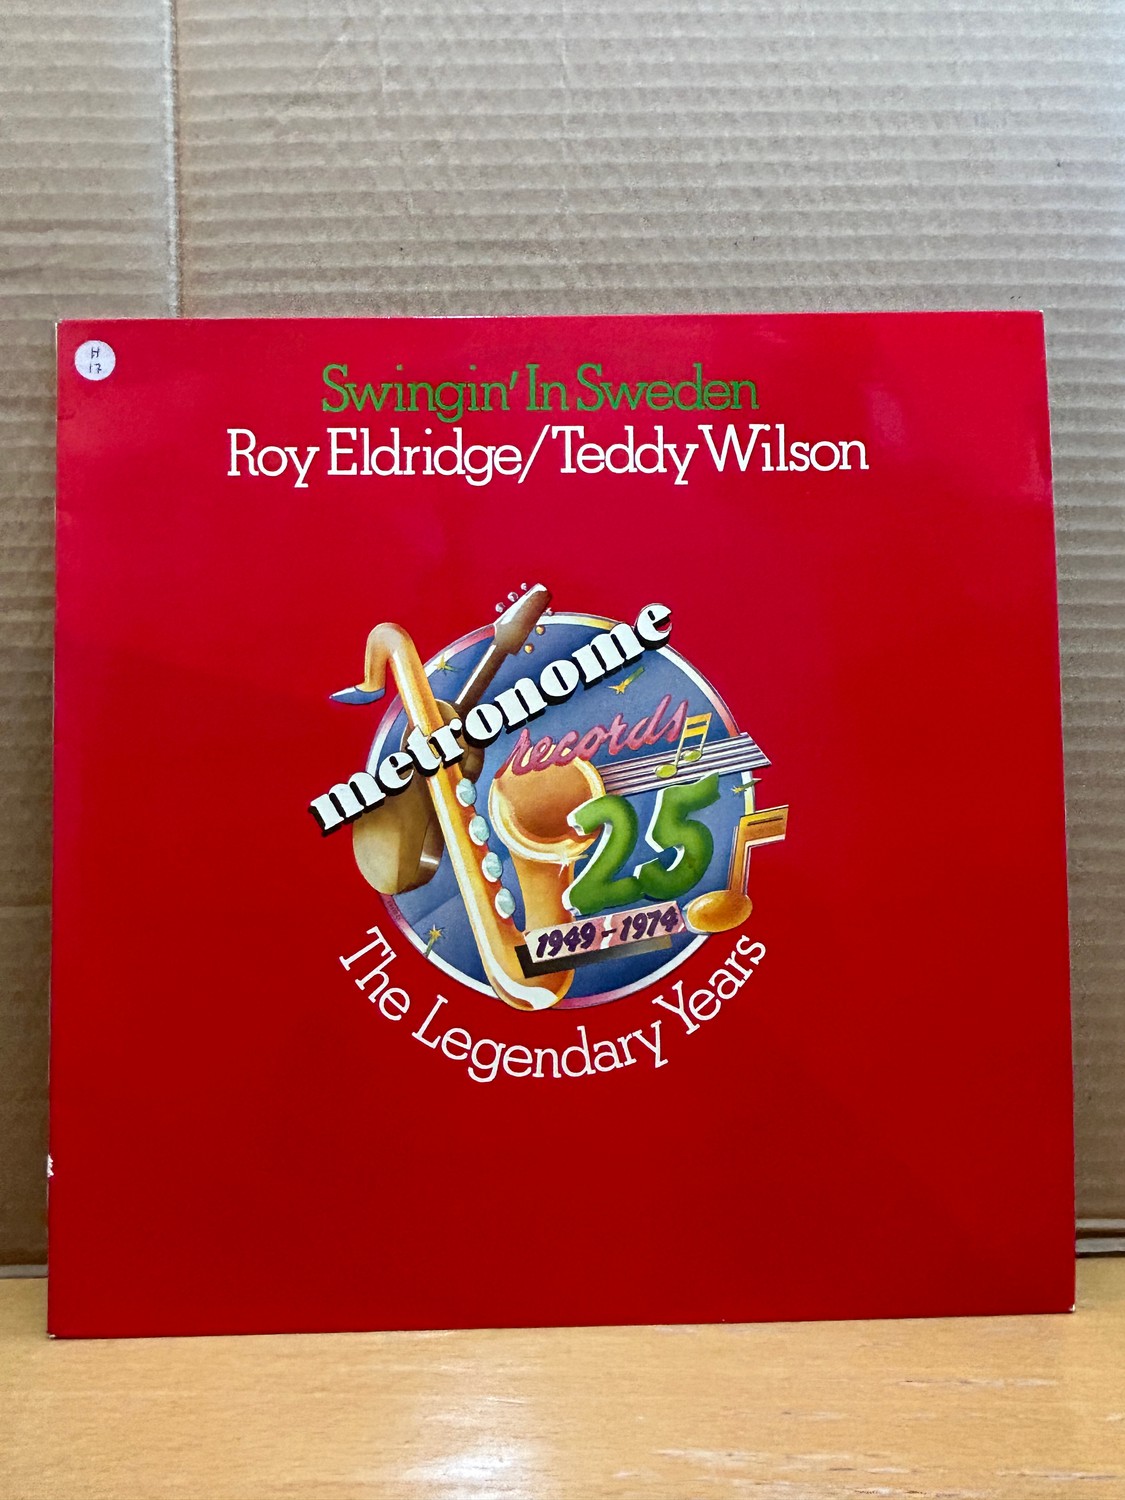 H
17
Swingin' In Sweden
Roy Eldridge/Teddy Wilson
metronome
records
25
1949-1974
The Legendary Years